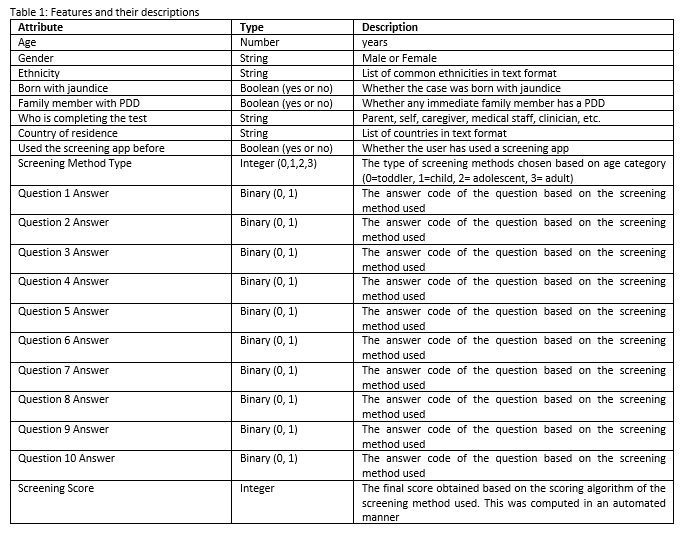 Table 1: Features and their descriptions
Attribute Type Description
Age Number years
Gender String Male or Female
Ethnicity String List of common ethnicities in text format
Born with jaundice Boolean (yes or no) Whether the case was born with jaundice
Family member with PDD Boolean (yes or no) Whether any immediate family member has a PDD
Who is completing the test String Parent, self, caregiver, medical staff, clinician, etc.
Country of residence String List of countries in text format
Used the screening app before Boolean (yes or no) Whether the user has used a screening app
Screening Method Type Integer (0,1,2,3) The type of screening methods chosen based on age category
(0=toddler, 1=child, 2= adolescent, 3= adult)
Question 1 Answer Binary (0, 1) The answer code of the question based on the screening
method used
Question 2 Answer Binary (0, 1) The answer code of the question based on the screening
method used
Question 3 Answer Binary (0, 1) The answer code of the question based on the screening
method used
Question 4 Answer Binary (0, 1) The answer code of the question based on the screening
method used
Question 5 Answer Binary (0, 1) The answer code of the question based on the screening
method used
Question 6 Answer Binary (0, 1) The answer code of the question based on the screening
method used
Question 7 Answer Binary (0, 1) The answer code of the question based on the screening
method used
Question 8 Answer Binary (0, 1) The answer code of the question based on the screening
method used
Question 9 Answer Binary (0, 1) The answer code of the question based on the screening
method used
Question 10 Answer Binary (0, 1) The answer code of the question based on the screening
method used
Screening Score Integer The final score obtained based on the scoring algorithm of the
screening method used. This was computed in an automated
manner